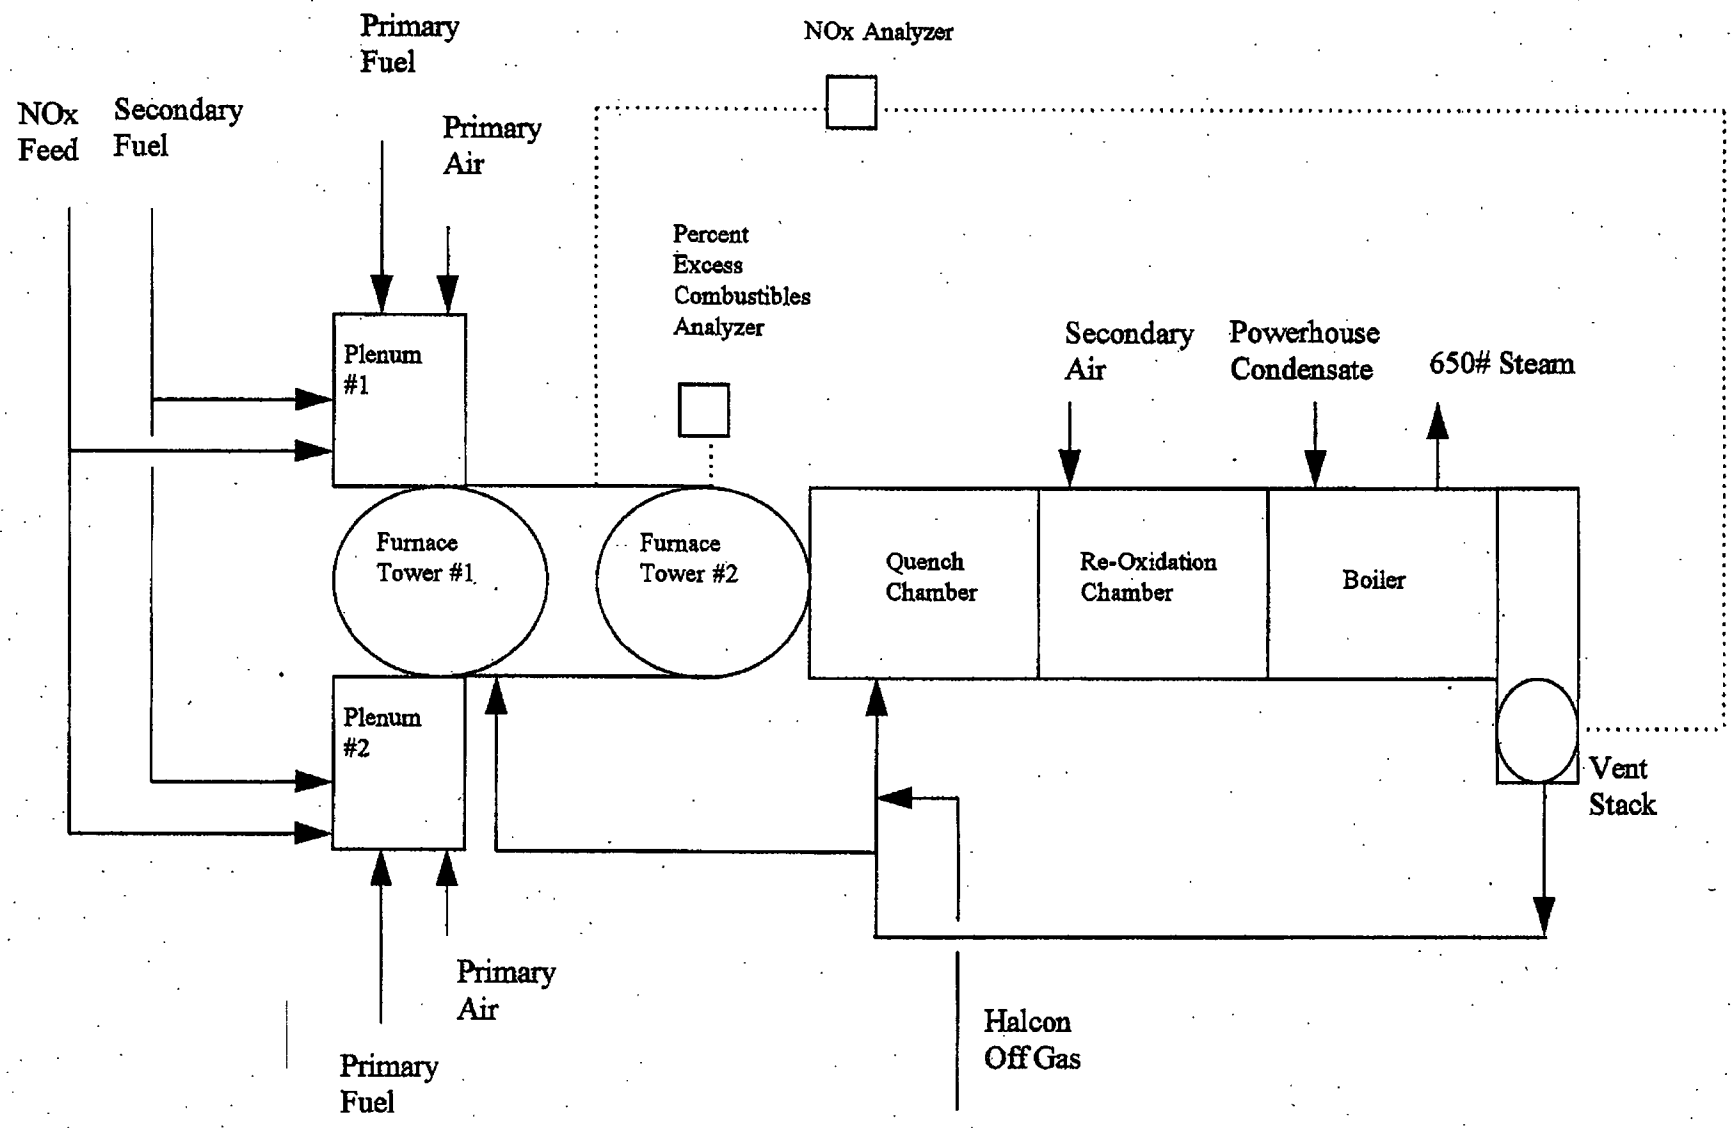 Primary
Fuel
NOx Analyzer
NOx
Feed
Secondary
Fuel
Primary
Air
Percent
Excess
Combustibles
Analyzer
Plenum
#1
Secondary
Air
Powerhouse
Condensate
650# Steam
Furnace
Tower #1
Furnace
Tower #2
Quench
Chamber
Re-Oxidation
Chamber
Boiler
Plenum
#2
Vent
Stack
Primary
Air
Halcon
Off Gas
Primary
Fuel